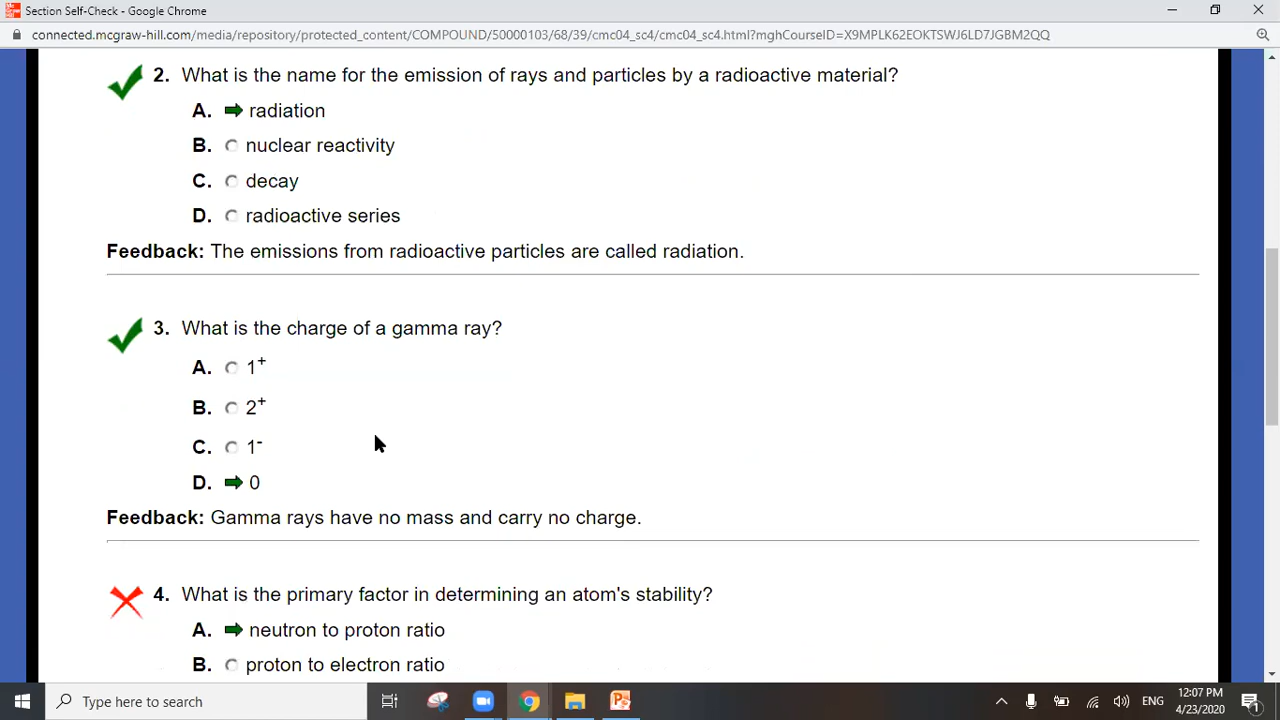 Section Self-Check - Google Chrome
connected.mcgraw-hill.com/media/repository/protected_content/COMPOUND/50000103/68/39/cmc04_sc4/cmc04_sc4.html?mghCourseID=X9MPLK62EOKTSWJ6LD7JGBM2QQ
2. What is the name for the emission of rays and particles by a radioactive material?
A. radiation
B. nuclear reactivity
C. decay
D. radioactive series
Feedback: The emissions from radioactive particles are called radiation.
3. What is the charge of a gamma ray?
A. 1⁺
B. 2⁺
C. 1⁻
D. 0
Feedback: Gamma rays have no mass and carry no charge.
4. What is the primary factor in determining an atom's stability?
A. neutron to proton ratio
B. proton to electron ratio
Type here to search
ENG
12:07 PM
4/23/2020
1